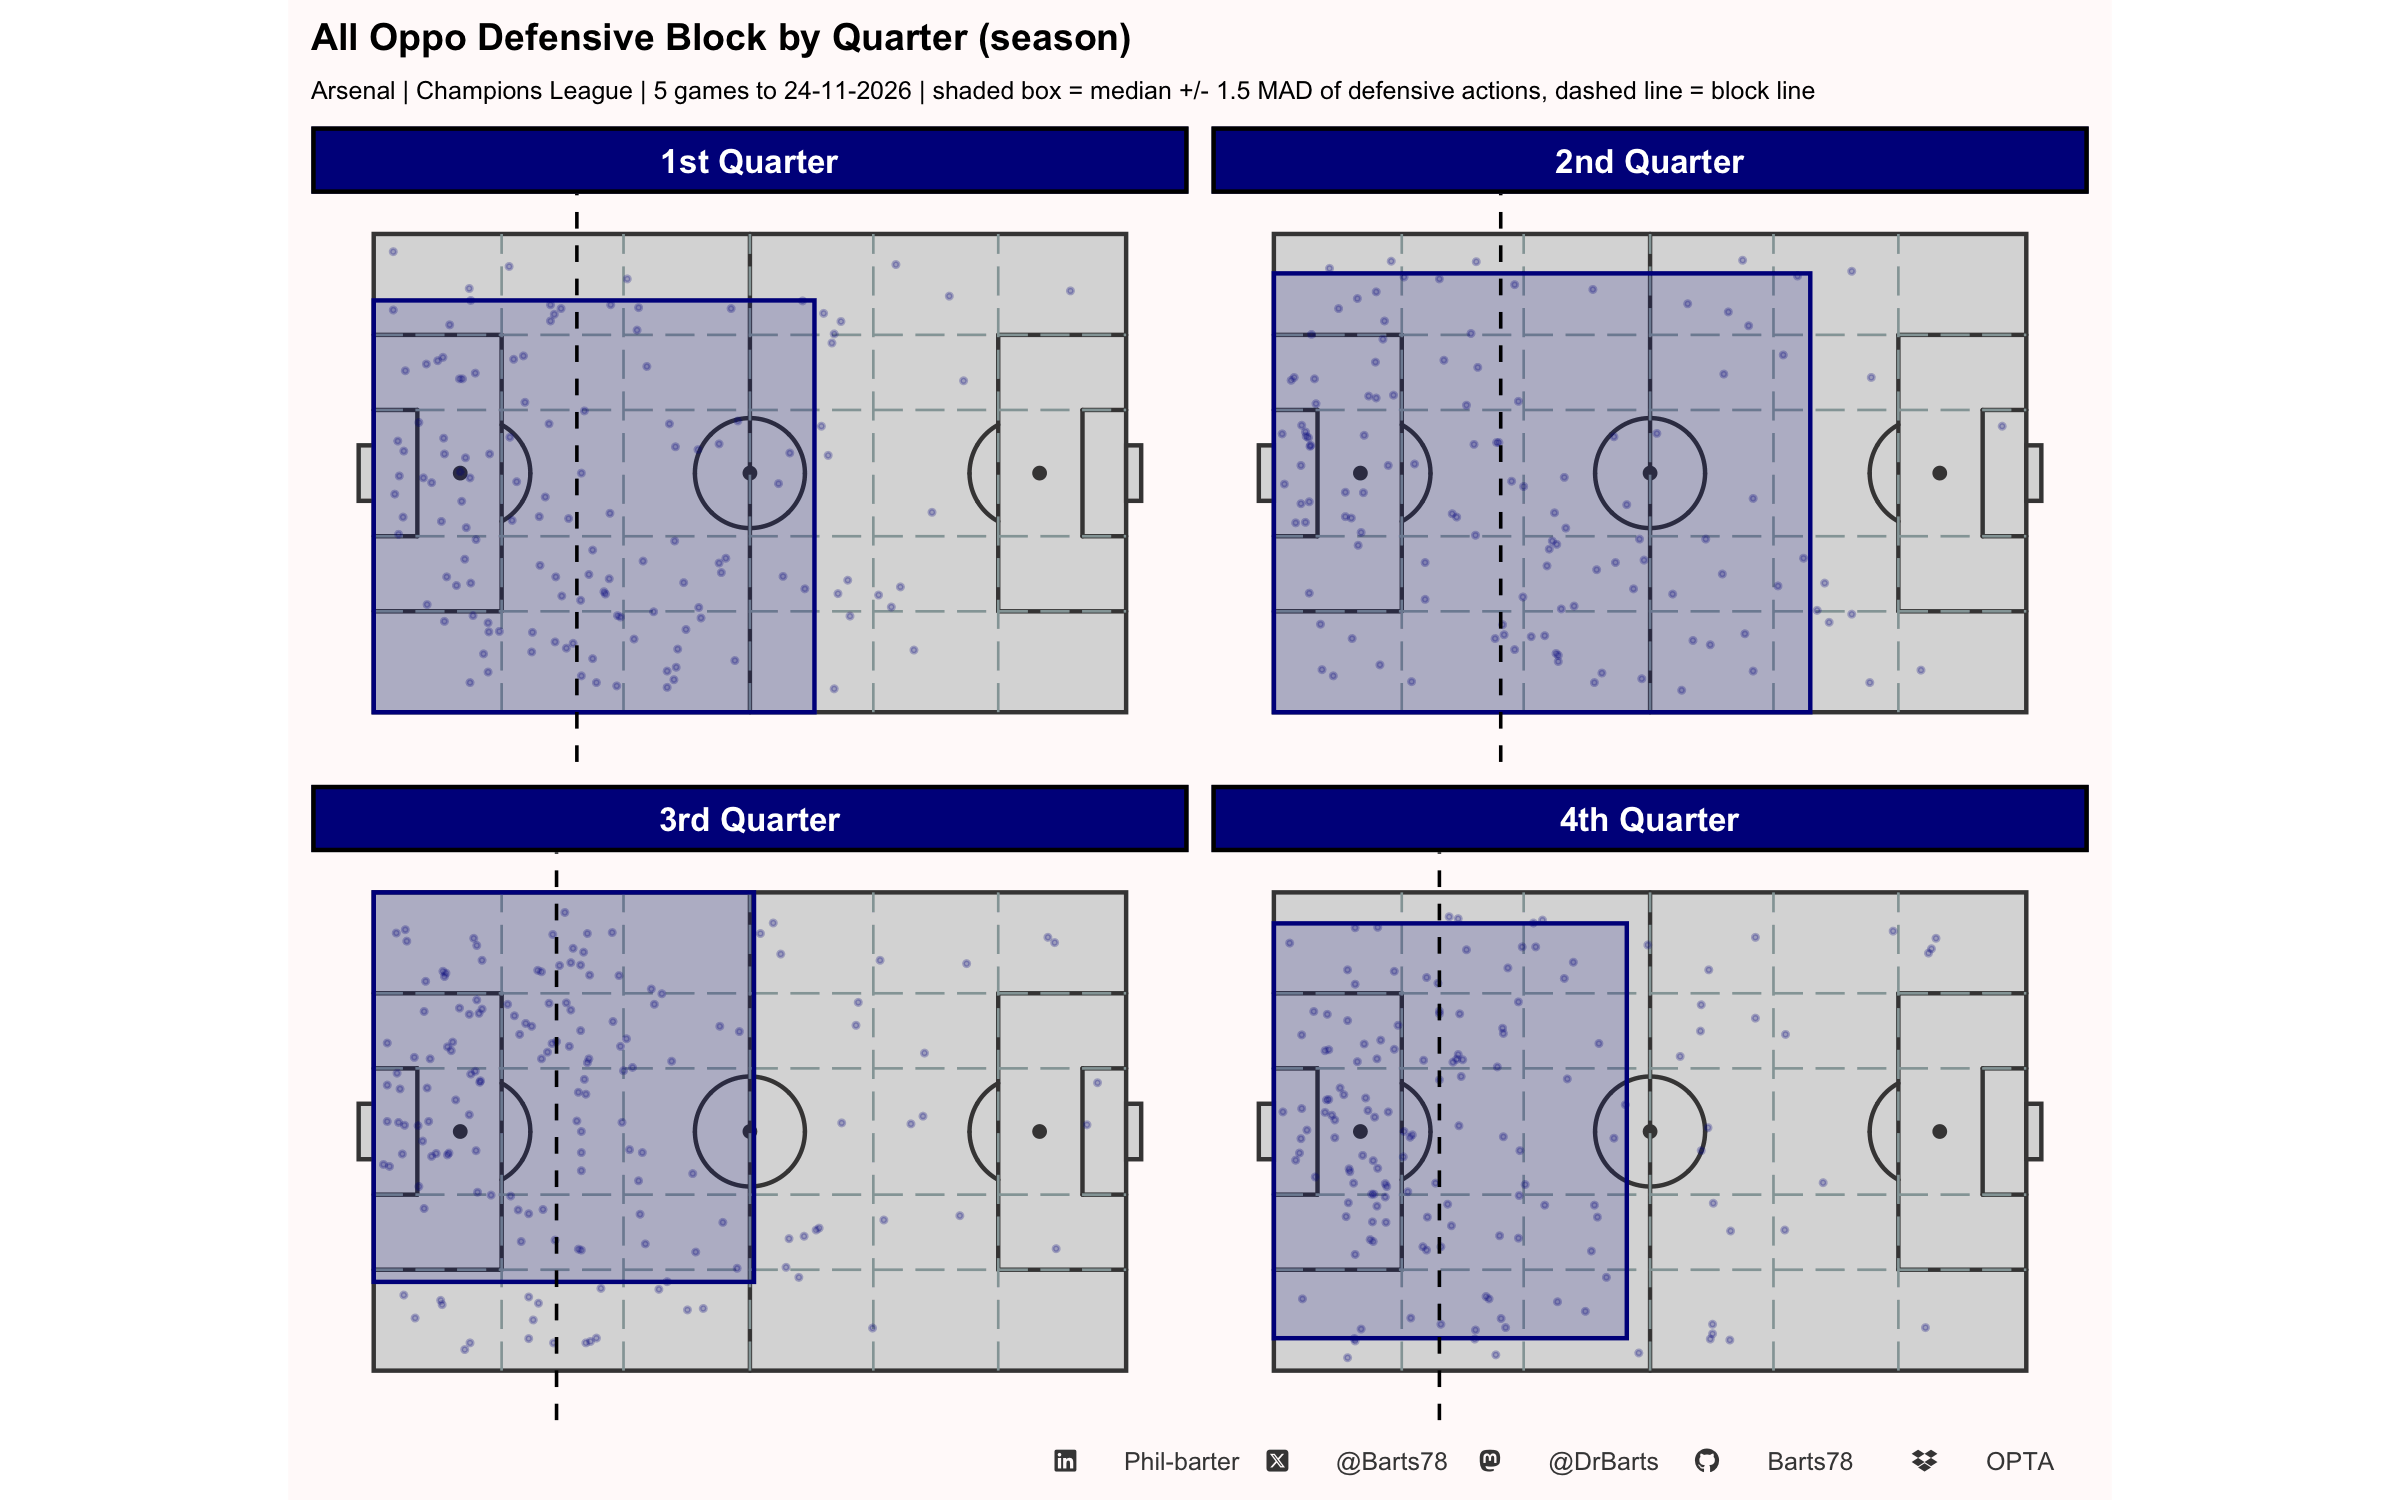 All Oppo Defensive Block by Quarter (season)
Arsenal | Champions League | 5 games to 24-11-2026 | shaded box = median +/- 1.5 MAD of defensive actions, dashed line = block line
1st Quarter
2nd Quarter
3rd Quarter
4th Quarter
Phil-barter @Barts78 @DrBarts Barts78 OPTA